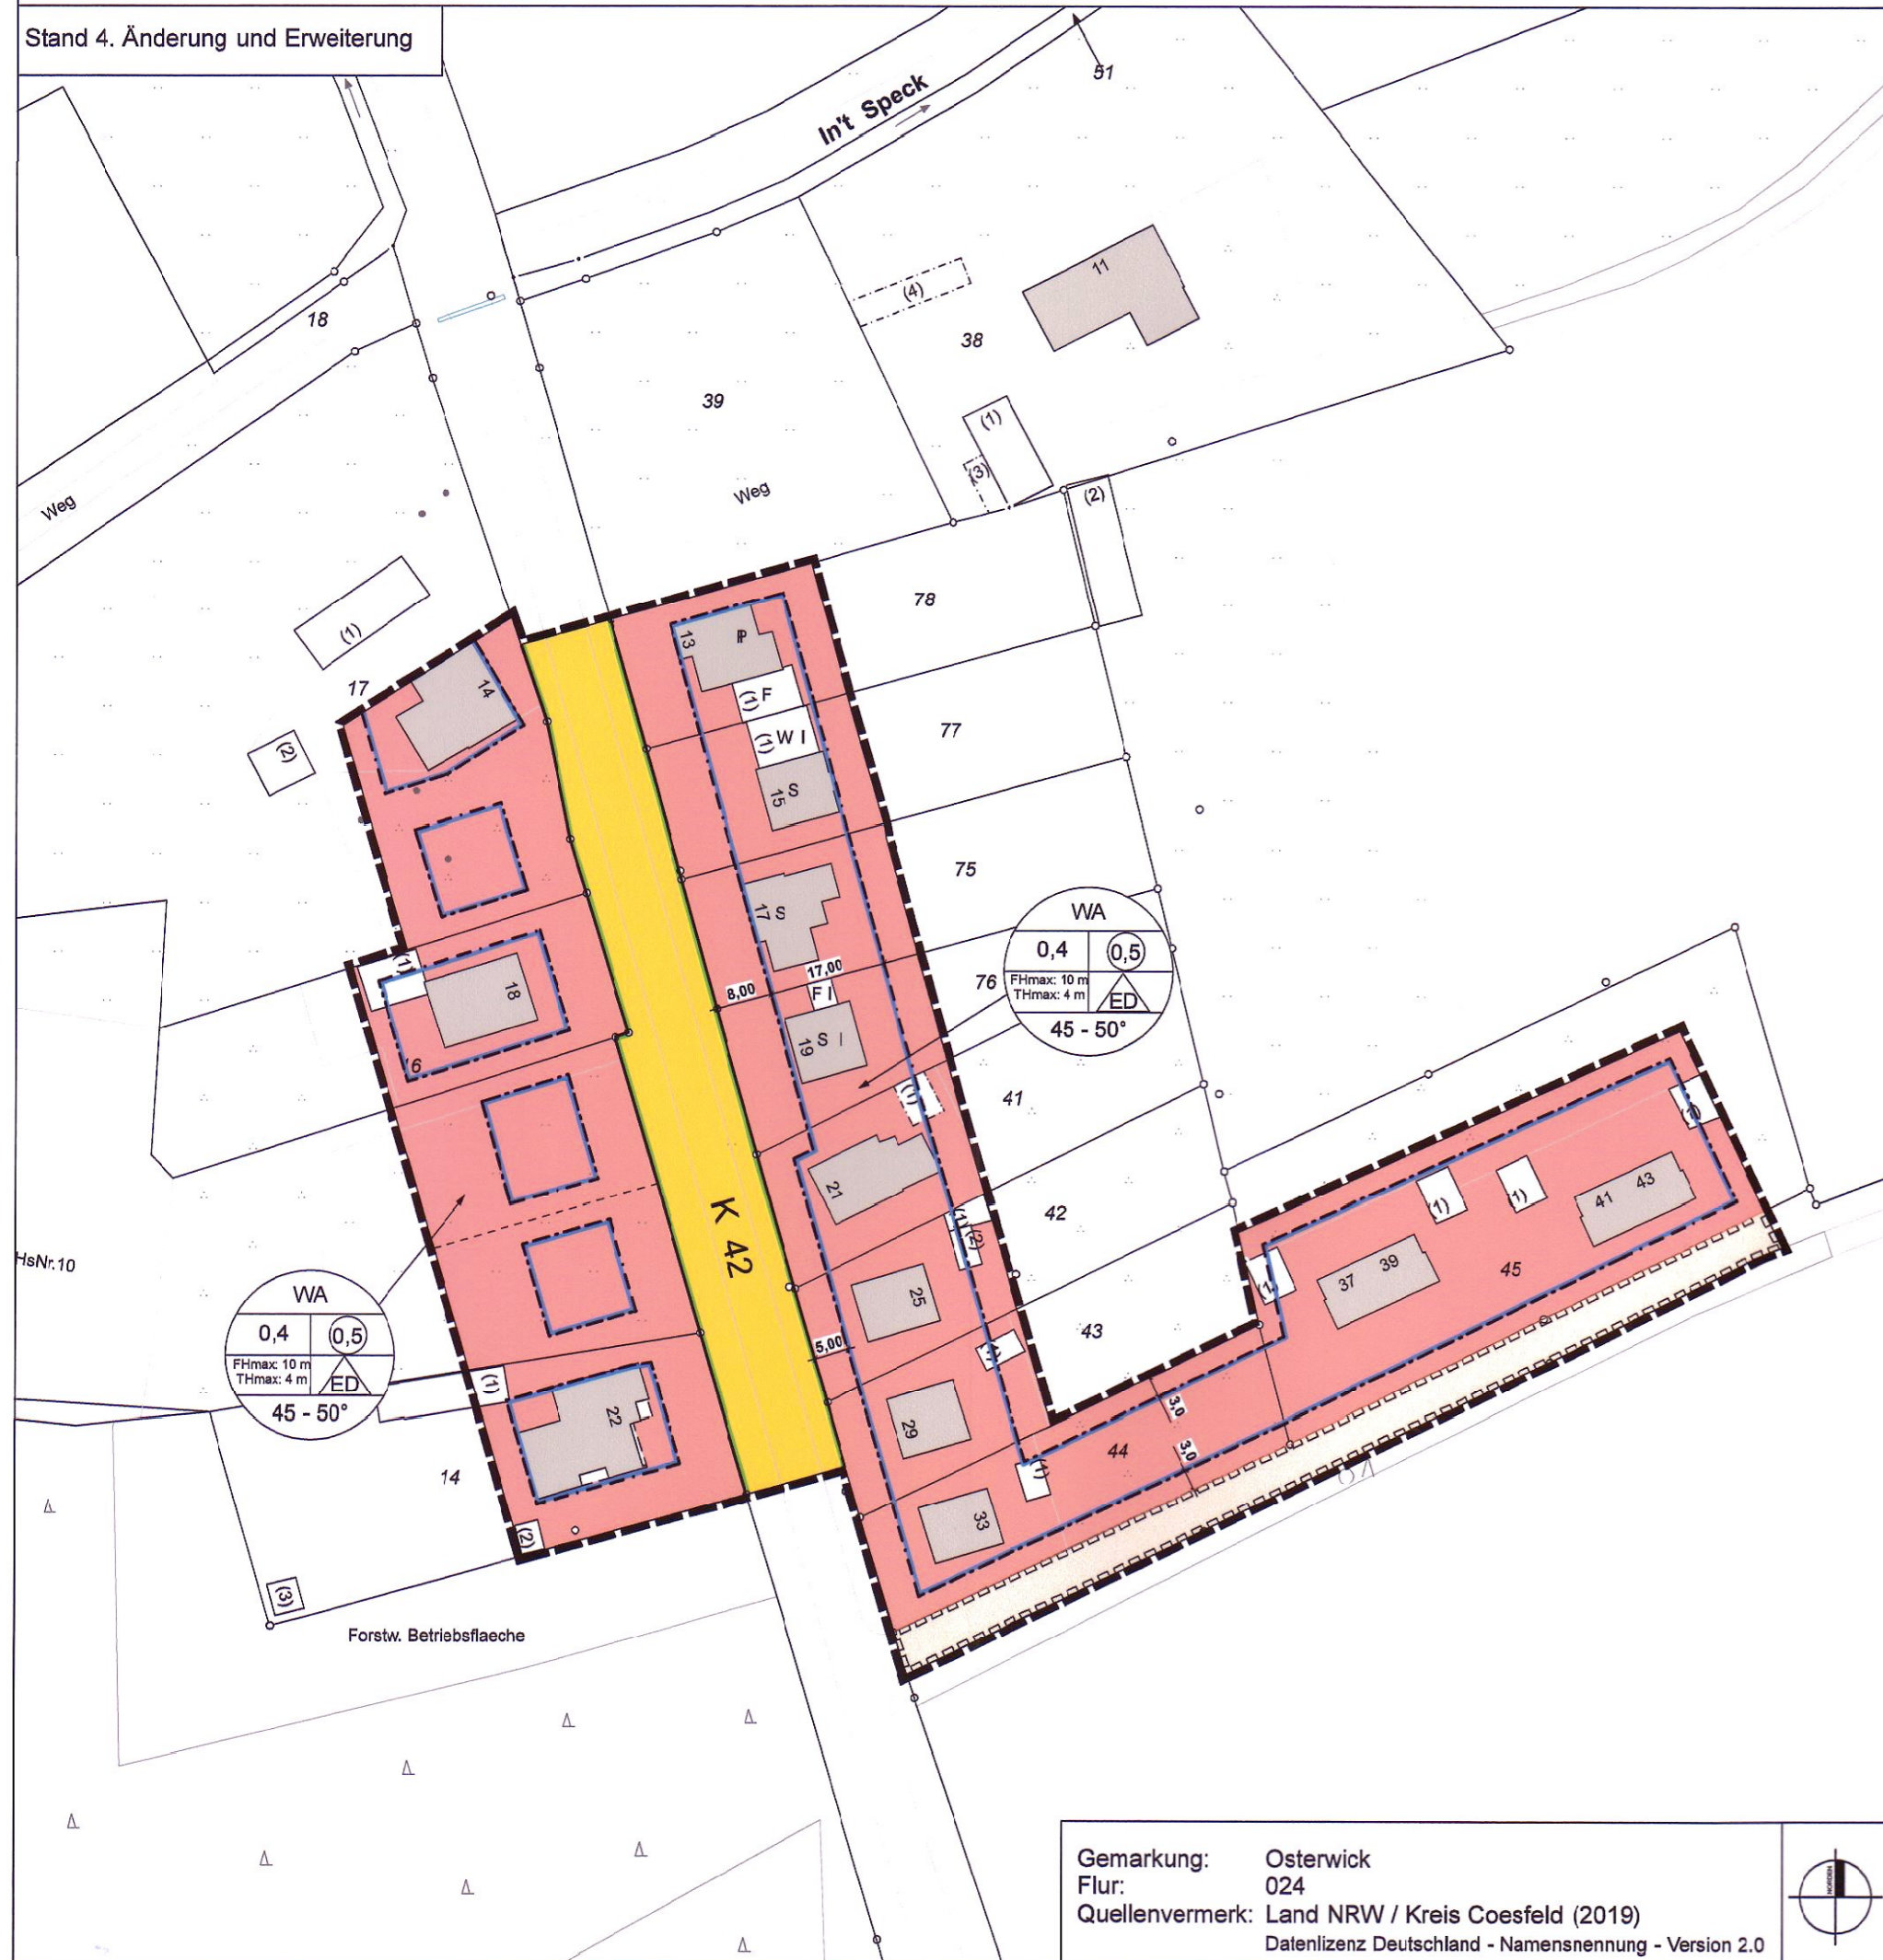 Stand 4. Änderung und Erweiterung
51
In't Speck
11
(4)
18
38
39
(1)
(3)
Weg
Weg
(2)
78
(1)
13
17
14
F
(1)
77
W I
(1)
(2)
S
15
75
WA
17 S
0,4 0,5
17,00
76
FHmax: 10 m
THmax: 4 m
ED
(1)
8,00
F I
18
45 - 50°
S I
19
(1)
41
21
(1)
42
(1)
(2)
41 43
(1)
(1)
K 42
HsNr.10
37 39
45
25
WA
0,4 0,5
43
5,00
FHmax: 10 m
THmax: 4 m
ED
(1)
(1)
45 - 50°
22
3,0
29
44
3,0
14
(1)
33
(2)
(3)
Forstw. Betriebsflaeche
Gemarkung: Osterwick
Flur: 024
Quellenvermerk: Land NRW / Kreis Coesfeld (2019)
Datenlizenz Deutschland - Namensnennung - Version 2.0
NORDEN